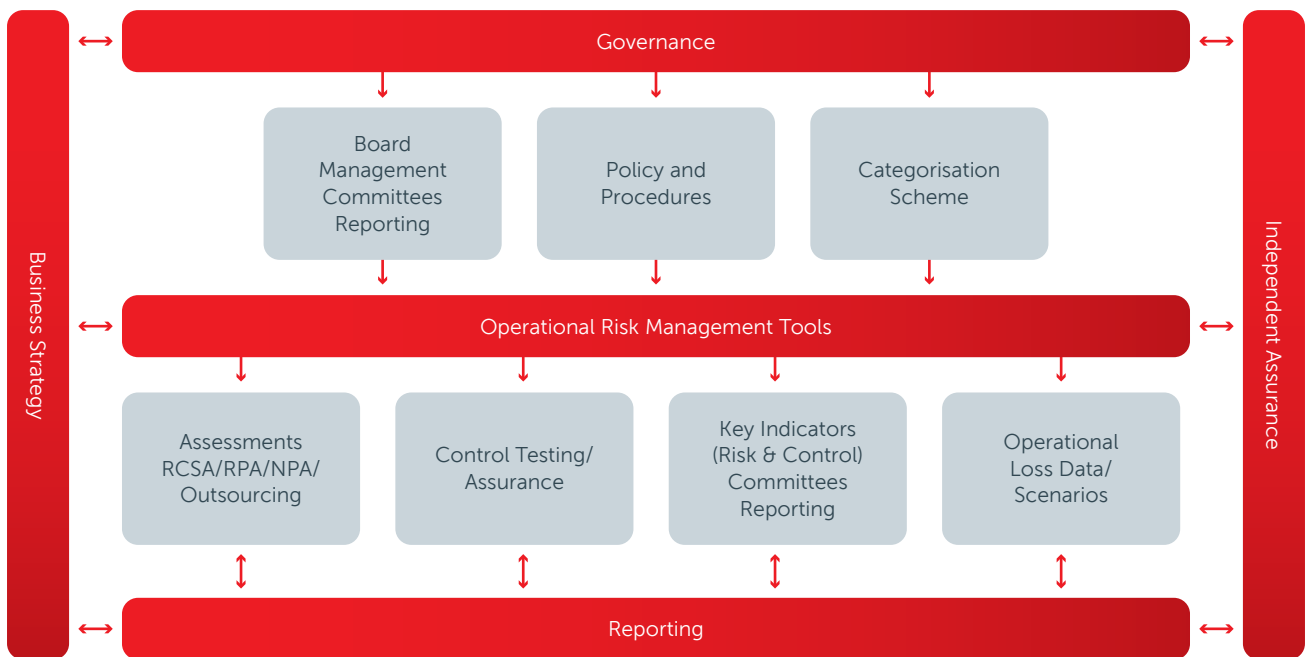 Governance
Board
Management
Committees
Reporting
Policy and
Procedures
Categorisation
Scheme
Business Strategy
Independent Assurance
Operational Risk Management Tools
Assessments
RCSA/RPA/NPA/
Outsourcing
Control Testing/
Assurance
Key Indicators
(Risk & Control)
Committees
Reporting
Operational
Loss Data/
Scenarios
Reporting